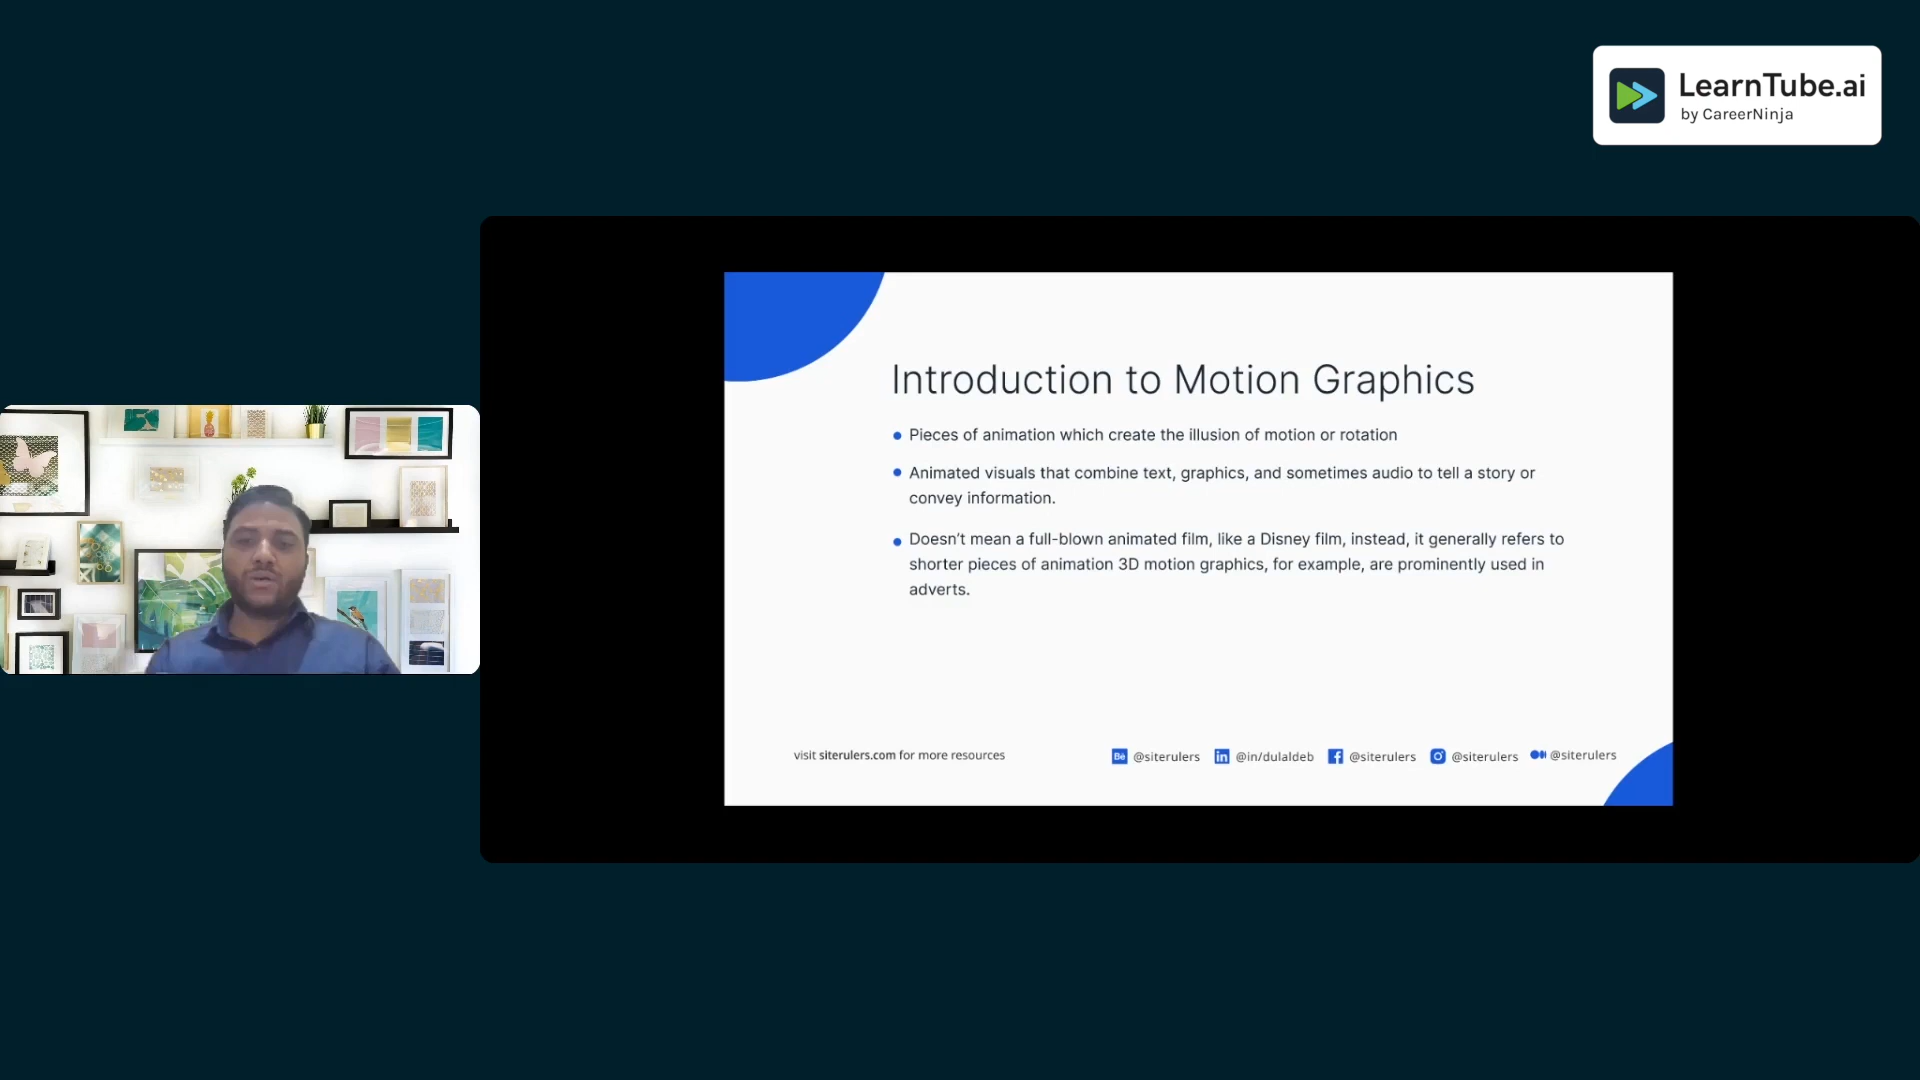 LearnTube.ai
by CareerNinja
Introduction to Motion Graphics
Pieces of animation which create the illusion of motion or rotation
Animated visuals that combine text, graphics, and sometimes audio to tell a story or
convey information.
Doesn't mean a full-blown animated film, like a Disney film, instead, it generally refers to
shorter pieces of animation 3D motion graphics, for example, are prominently used in
adverts.
visit siterulers.com for more resources
Bē @siterulers in @in/dulaldeb @siterulers @siterulers @siterulers